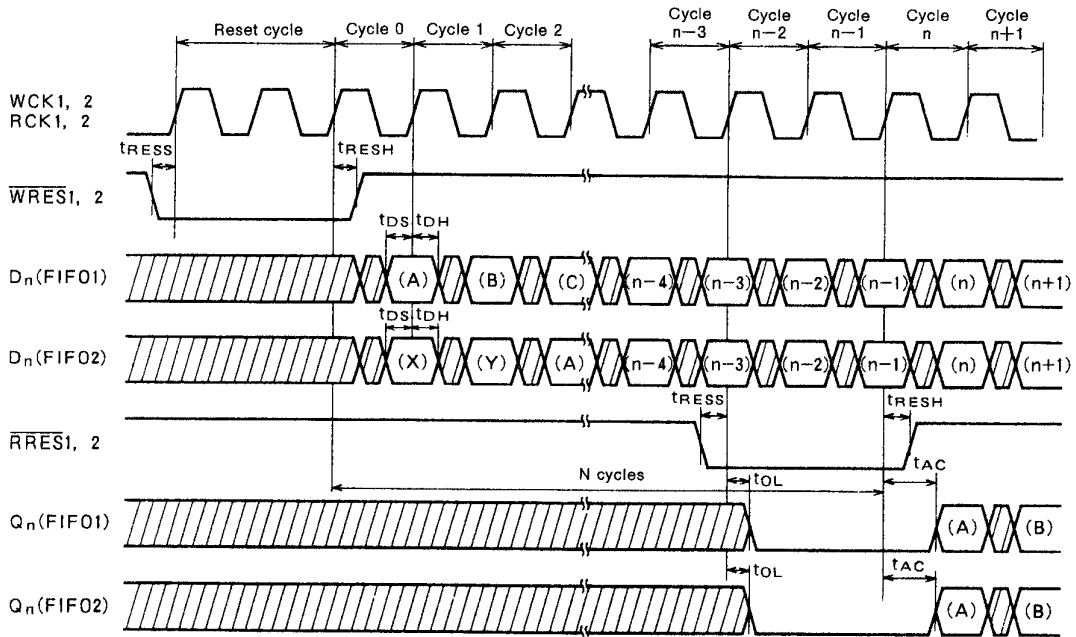 Reset cycle Cycle 0 Cycle 1 Cycle 2 Cycle n−3 Cycle n−2 Cycle n−1 Cycle n Cycle n+1
WCK1, 2
RCK1, 2
tRESS tRESH
WRES1, 2
tDS tDH
Dn(FIFO1) (A) (B) (C) (n−4) (n−3) (n−2) (n−1) (n) (n+1)
tDS tDH
Dn(FIFO2) (X) (Y) (A) (n−4) (n−3) (n−2) (n−1) (n) (n+1)
tRESS tRESH
RRES1, 2
N cycles tOL tAC
Qn(FIFO1) (A) (B)
tOL tAC
Qn(FIFO2) (A) (B)